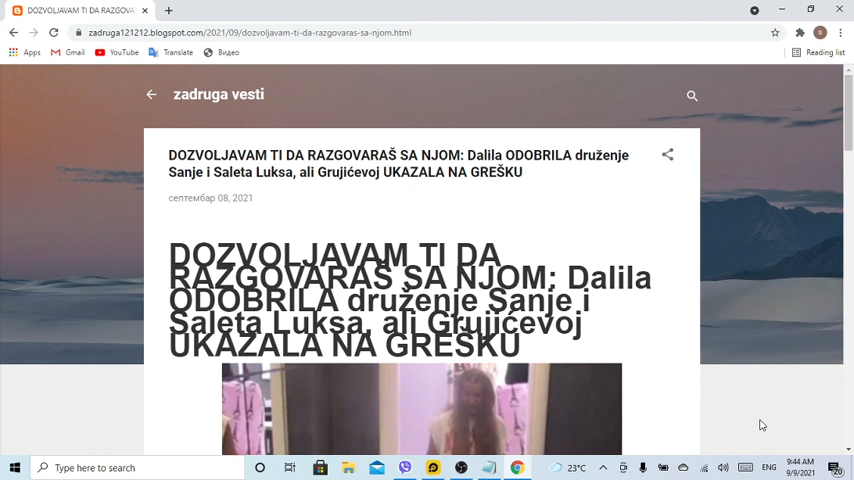 DOZVOLJAVAM TI DA RAZGOVAR
zadruga121212.blogspot.com/2021/09/dozvoljavam-ti-da-razgovaras-sa-njom.html
Apps Gmail YouTube Translate Видео Reading list
zadruga vesti
DOZVOLJAVAM TI DA RAZGOVARAŠ SA NJOM: Dalila ODOBRILA druženje
Sanje i Saleta Luksa, ali Grujićevoj UKAZALA NA GREŠKU
септембар 08, 2021
DOZVOLJAVAM TI DA
RAZGOVARAŠ SA NJOM: Dalila
ODOBRILA druženje Sanje i
Saleta Luksa, ali Grujićevoj
UKAZALA NA GREŠKU
Type here to search
23°C
ENG
9:44 AM
9/9/2021
20